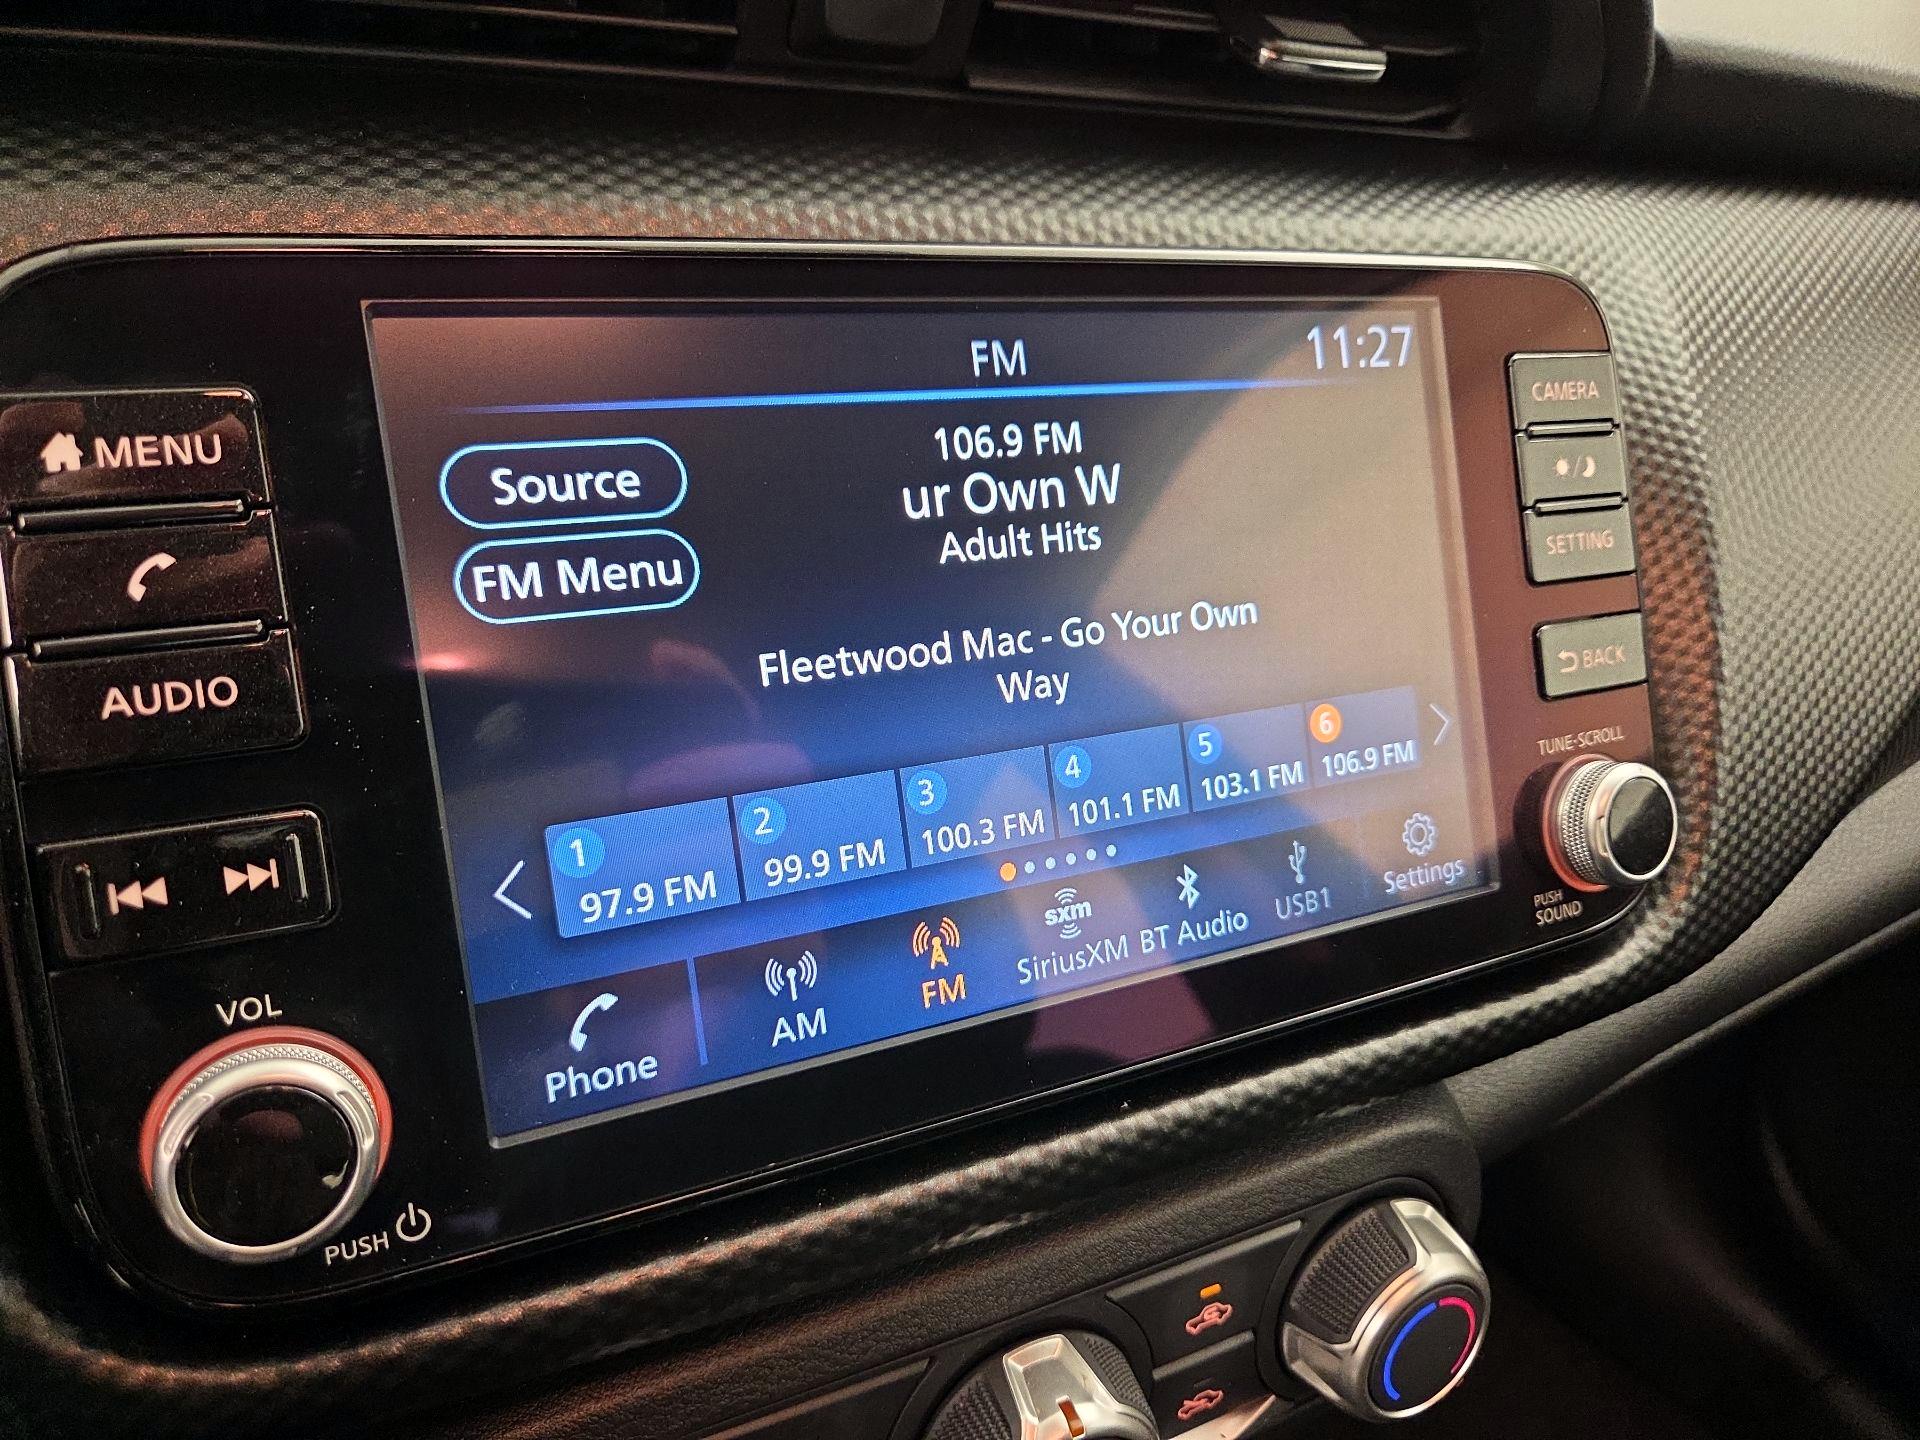 FM
11:27
MENU
AUDIO
VOL
PUSH
Source
FM Menu
106.9 FM
ur Own W
Adult Hits
Fleetwood Mac - Go Your Own
Way
1
97.9 FM
2
99.9 FM
3
100.3 FM
4
101.1 FM
5
103.1 FM
6
106.9 FM
Phone
AM
FM
sxm
SiriusXM
BT Audio
USB1
Settings
CAMERA
SETTING
BACK
TUNE·SCROLL
PUSH
SOUND